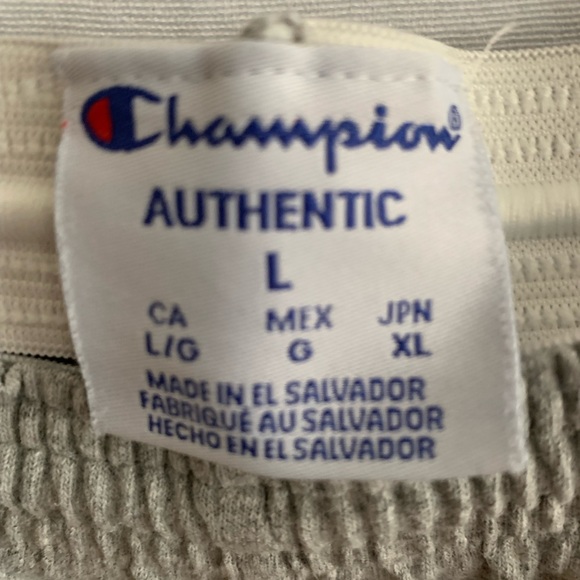 Champion®
AUTHENTIC
L
CA MEX JPN
L/G G XL
MADE IN EL SALVADOR
FABRIQUÉ AU SALVADOR
HECHO EN EL SALVADOR